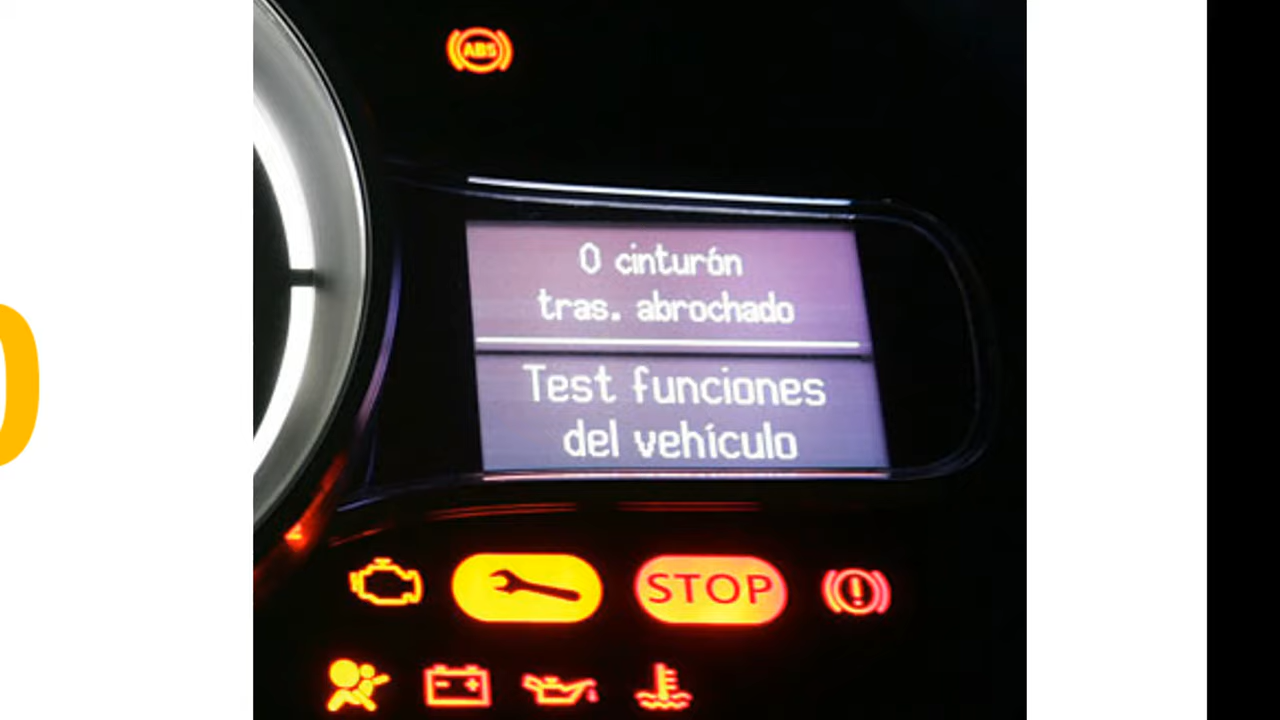 ABS
0 cinturón
tras. abrochado
Test funciones
del vehículo
STOP